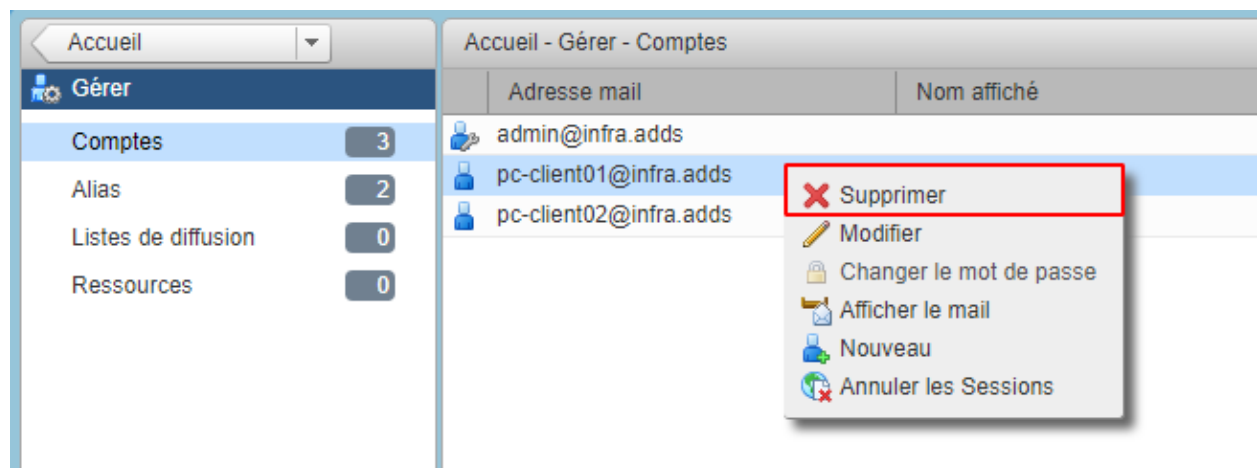 Accueil
Gérer
Comptes 3
Alias 2
Listes de diffusion 0
Ressources 0
Accueil - Gérer - Comptes
Adresse mail Nom affiché
admin@infra.adds
pc-client01@infra.adds
pc-client02@infra.adds
Supprimer
Modifier
Changer le mot de passe
Afficher le mail
Nouveau
Annuler les Sessions